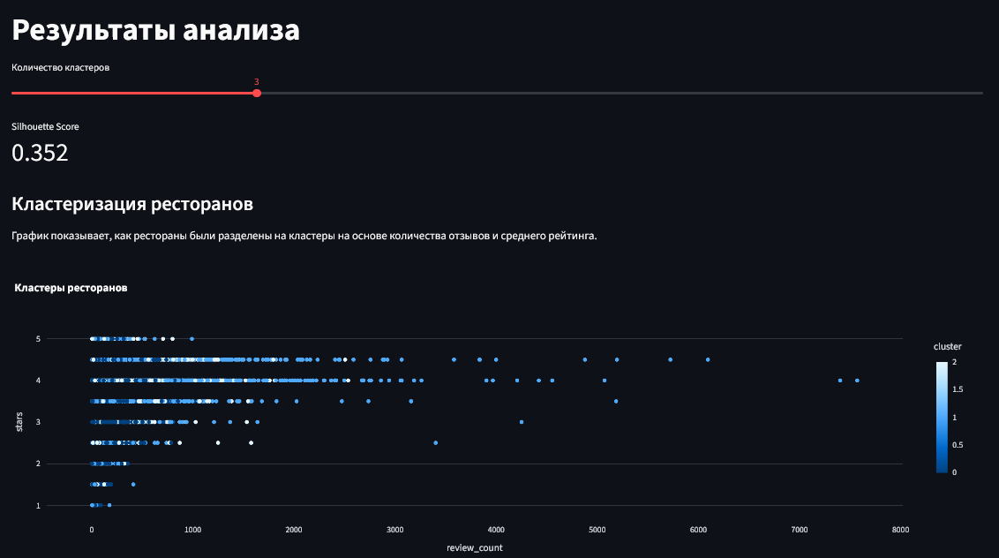 Результаты анализа
Количество кластеров
3
Silhouette Score
0.352
Кластеризация ресторанов
График показывает, как рестораны были разделены на кластеры на основе количества отзывов и среднего рейтинга.
Кластеры ресторанов
cluster
2
1.5
1
0.5
0
stars
5
4
3
2
1
0 1000 2000 3000 4000 5000 6000 7000 8000
review_count